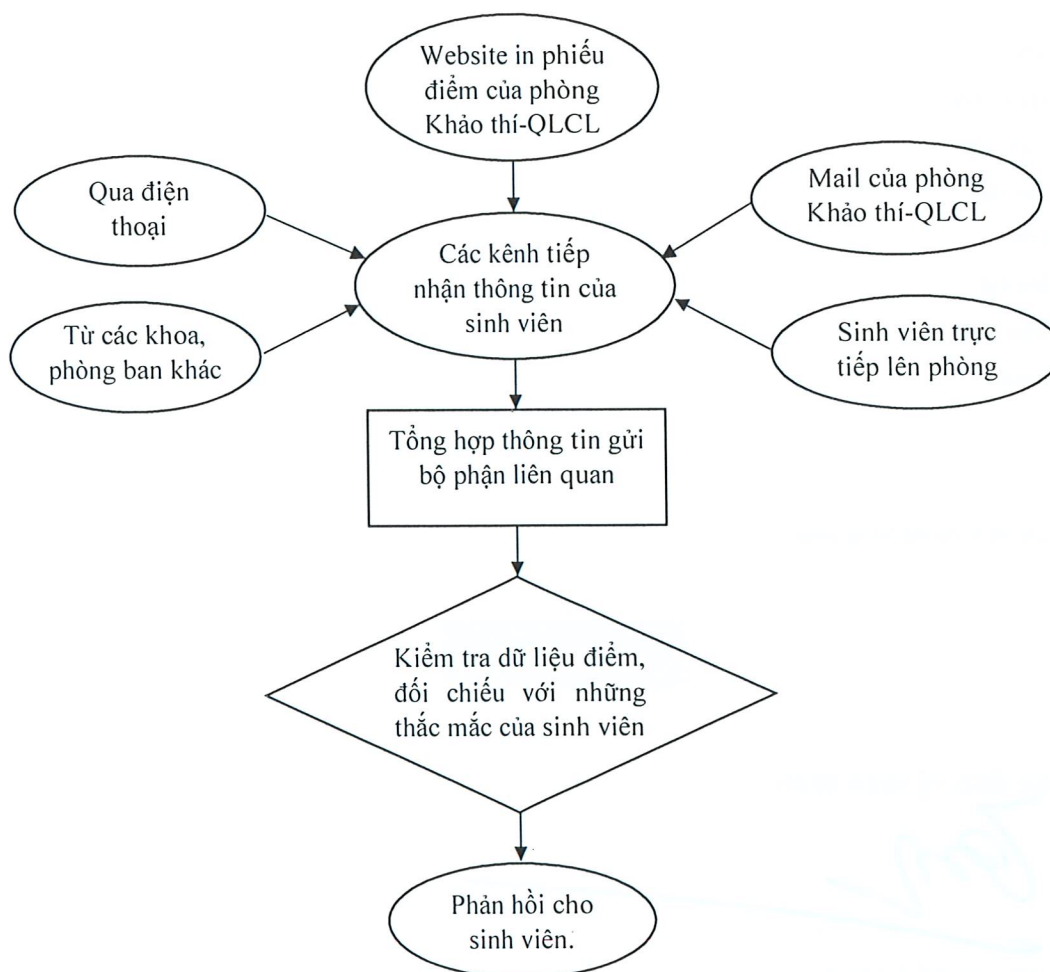 Website in phiếu
điểm của phòng
Khảo thí-QLCL
Qua điện
thoại
Mail của phòng
Khảo thí-QLCL
Các kênh tiếp
nhận thông tin của
sinh viên
Từ các khoa,
phòng ban khác
Sinh viên trực
tiếp lên phòng
Tổng hợp thông tin gửi
bộ phận liên quan
Kiểm tra dữ liệu điểm,
đối chiếu với những
thắc mắc của sinh viên
Phản hồi cho
sinh viên.